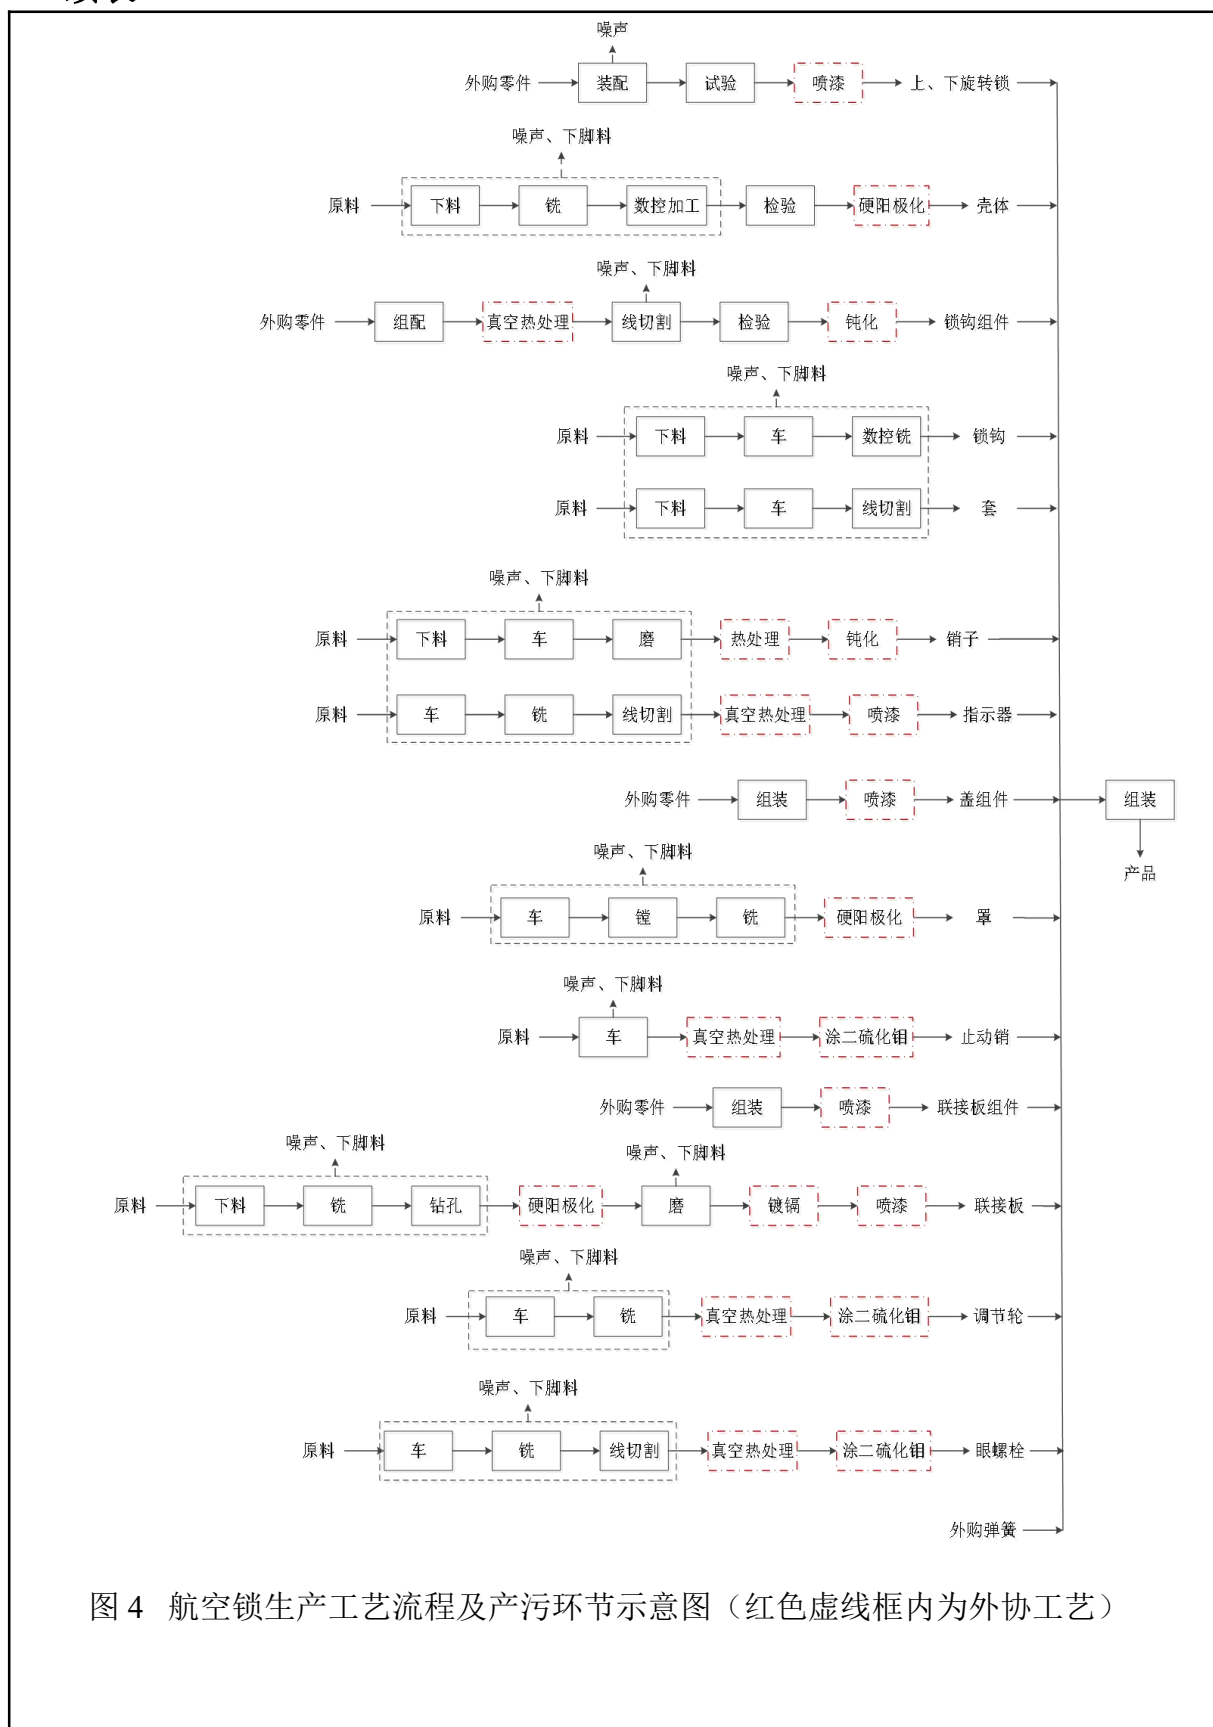 噪声
外购零件 装配 试验 喷漆 上、下旋转锁
噪声、下脚料
原料 下料 铣 数控加工 检验 硬阳极化 壳体
噪声、下脚料
外购零件 组配 真空热处理 线切割 检验 钝化 锁钩组件
噪声、下脚料
原料 下料 车 数控铣 锁钩
原料 下料 车 线切割 套
噪声、下脚料
原料 下料 车 磨 热处理 钝化 销子
原料 车 铣 线切割 真空热处理 喷漆 指示器
外购零件 组装 喷漆 盖组件 组装
噪声、下脚料
产品
原料 车 镗 铣 硬阳极化 罩
噪声、下脚料
原料 车 真空热处理 涂二硫化钼 止动销
外购零件 组装 喷漆 联接板组件
噪声、下脚料 噪声、下脚料
原料 下料 铣 钻孔 硬阳极化 磨 镀镉 喷漆 联接板
噪声、下脚料
原料 车 铣 真空热处理 涂二硫化钼 调节轮
噪声、下脚料
原料 车 铣 线切割 真空热处理 涂二硫化钼 眼螺栓
外购弹簧
图 4 航空锁生产工艺流程及产污环节示意图（红色虚线框内为外协工艺）